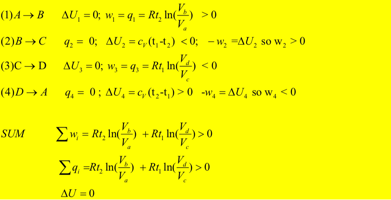 (1) A → B ΔU₁ = 0; w₁ = q₁ = Rt₂ ln(V_b/V_a) > 0
(2) B → C q₂ = 0; ΔU₂ = c_V(t₁-t₂) < 0; −w₂ =ΔU₂ so w₂ > 0
(3) C → D ΔU₃ = 0; w₃ = q₃ = Rt₁ ln(V_d/V_c) < 0
(4) D → A q₄ = 0 ; ΔU₄ = c_V(t₂-t₁) > 0 -w₄ = ΔU₄ so w₄ < 0
SUM ∑w_i = Rt₂ ln(V_b/V_a) + Rt₁ ln(V_d/V_c) > 0
∑q_i =Rt₂ ln(V_b/V_a) + Rt₁ ln(V_d/V_c) > 0
ΔU = 0